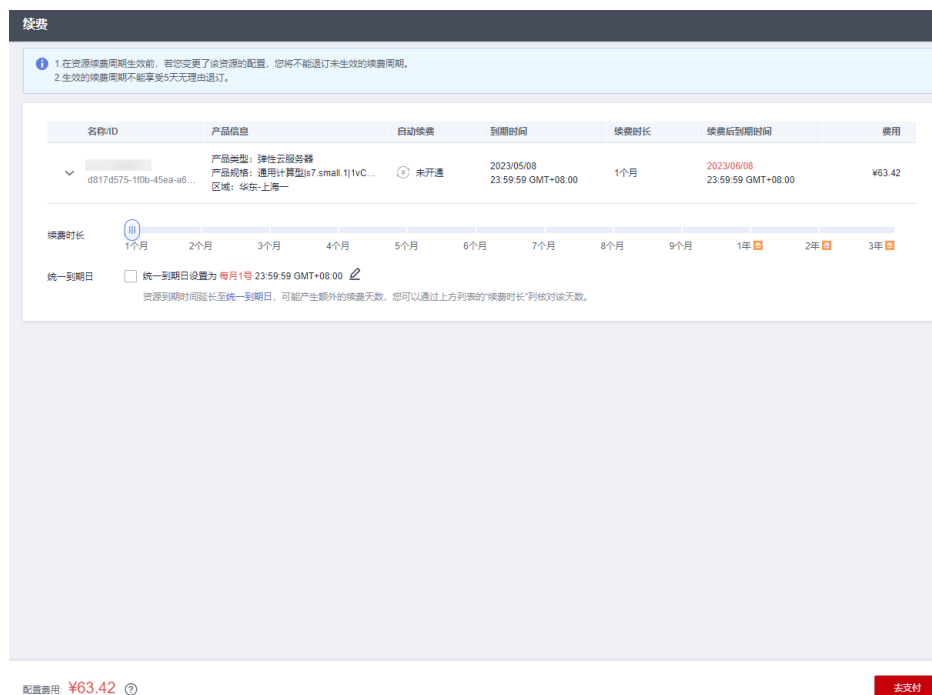 续费
1.在资源续费周期生效前，若您变更了该资源的配置，您将不能退订未生效的续费周期。
2.生效的续费周期不能享受5天无理由退订。
名称/ID 产品信息 自动续费 到期时间 续费时长 续费后到期时间 费用
产品类型：弹性云服务器
产品规格：通用计算型|s7.small.1|1vC...
区域：华东-上海一
d817d575-1f0b-45ea-a6...
未开通
2023/05/08
23:59:59 GMT+08:00
1个月
2023/06/08
23:59:59 GMT+08:00
¥63.42
续费时长
1个月 2个月 3个月 4个月 5个月 6个月 7个月 8个月 9个月 1年 2年 3年
统一到期日 统一到期日设置为 每月1号 23:59:59 GMT+08:00
资源到期时间延长至统一到期日，可能产生额外的续费天数，您可以通过上方列表的“续费时长”列核对该天数。
配置费用: ¥63.42 去支付